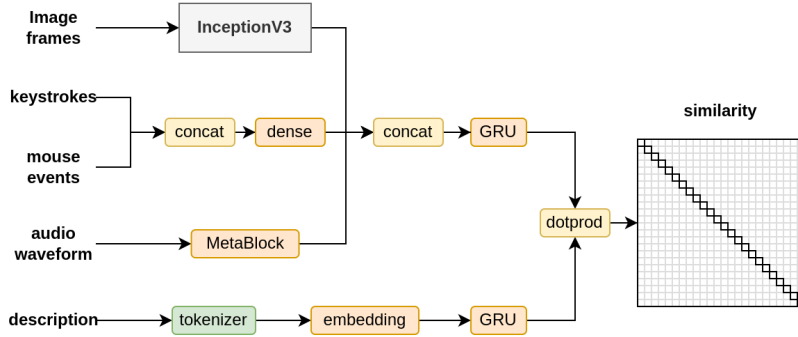 Image
frames
InceptionV3
keystrokes
mouse
events
concat
dense
concat
GRU
audio
waveform
MetaBlock
description
tokenizer
embedding
GRU
dotprod
similarity